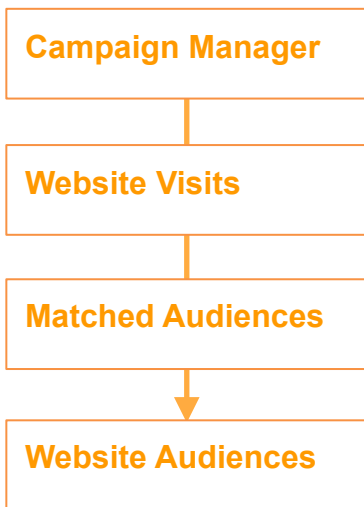 Campaign Manager
Website Visits
Matched Audiences
Website Audiences